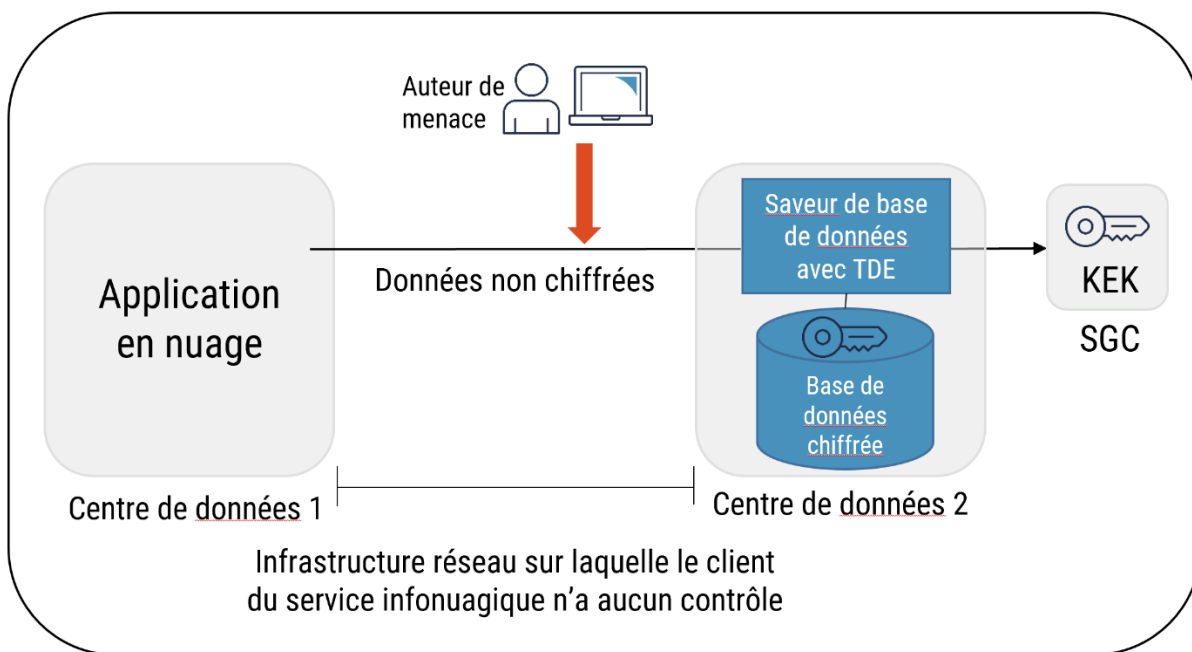 Auteur de
menace
Application
en nuage
Données non chiffrées
Saveur de base
de données
avec TDE
Base de
données
chiffrée
KEK
SGC
Centre de données 1
Centre de données 2
Infrastructure réseau sur laquelle le client
du service infonuagique n’a aucun contrôle